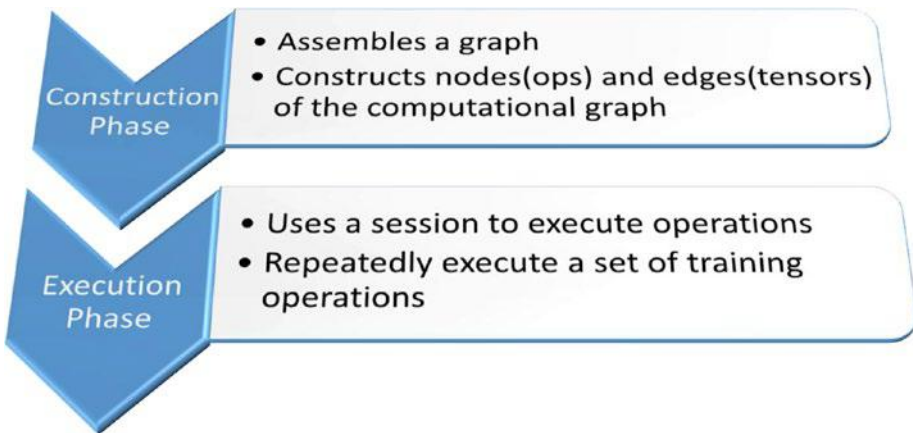 Construction
Phase
• Assembles a graph
• Constructs nodes(ops) and edges(tensors)
of the computational graph
Execution
Phase
• Uses a session to execute operations
• Repeatedly execute a set of training
operations